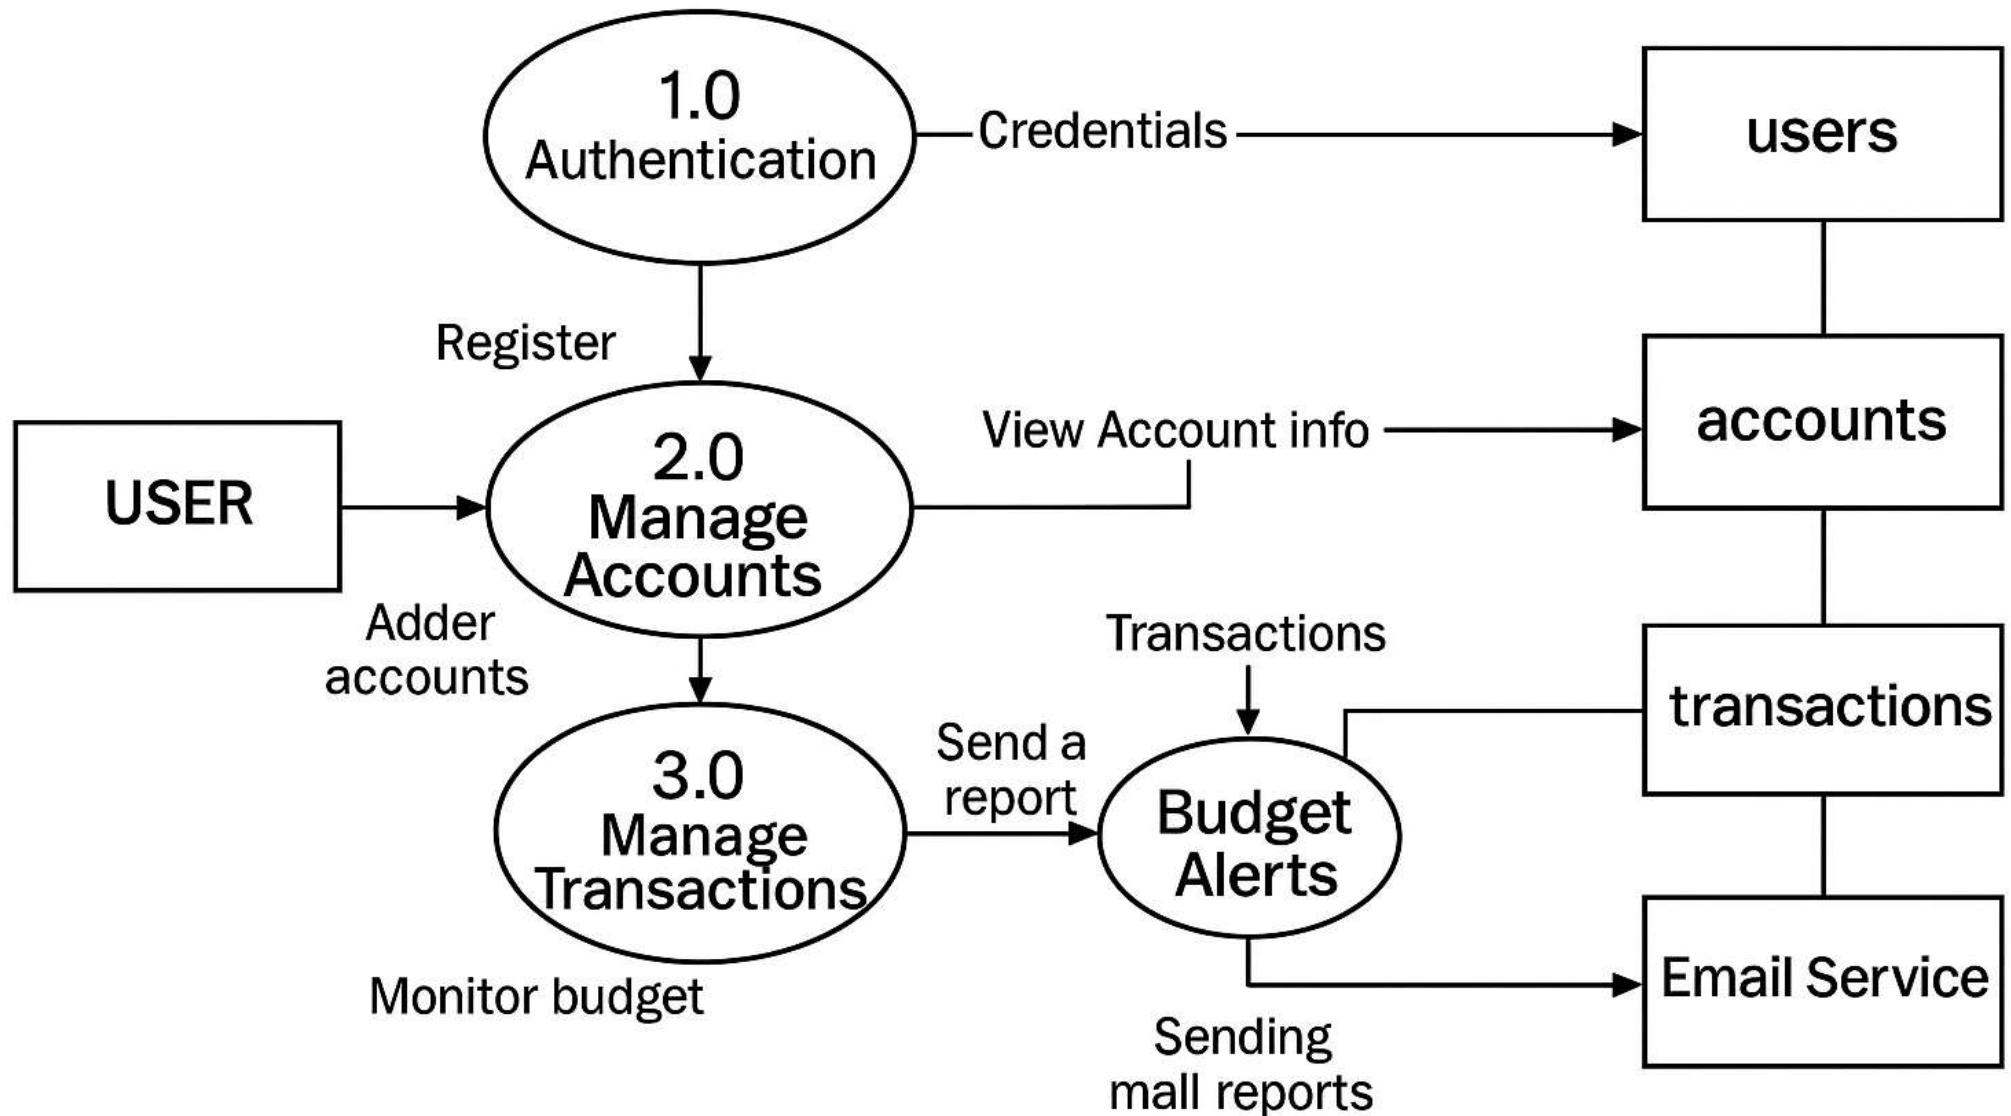 1.0
Authentication
Credentials
users
Register
USER
2.0
Manage
Accounts
View Account info
accounts
Adder
accounts
Transactions
transactions
3.0
Manage
Transactions
Send a
report
Budget
Alerts
Monitor budget
Email Service
Sending
mall reports